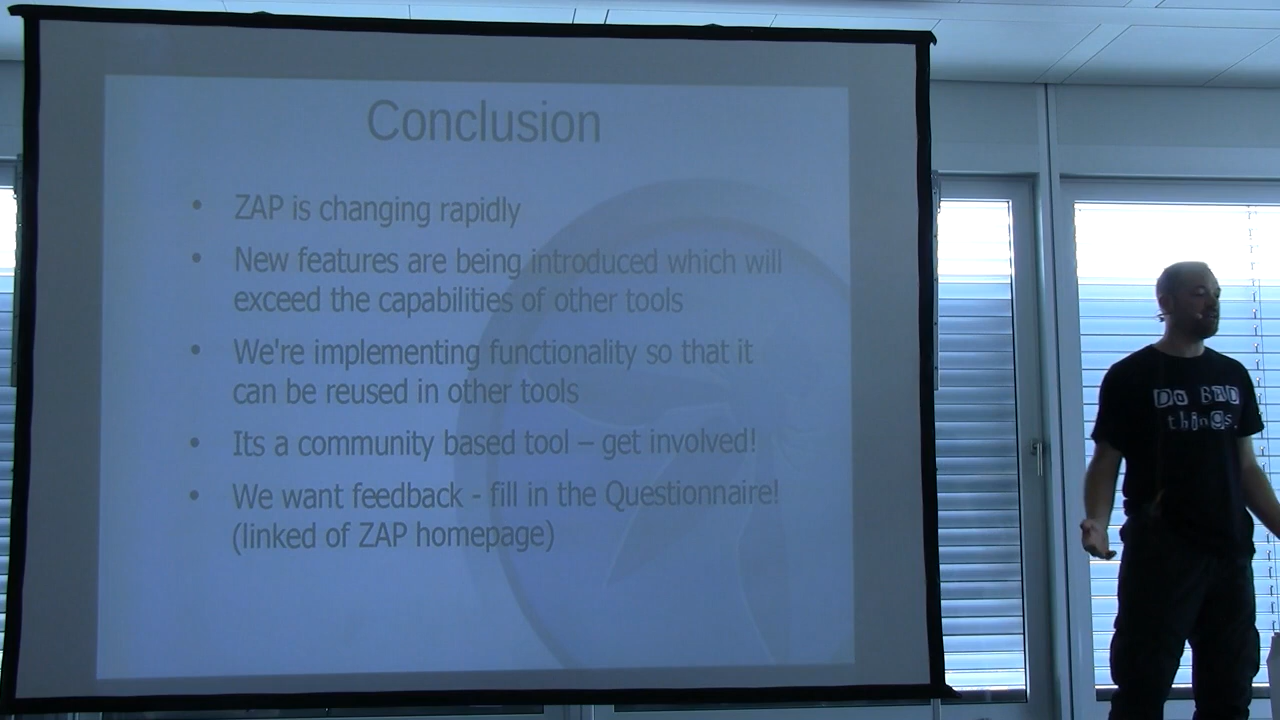 Conclusion
• ZAP is changing rapidly
• New features are being introduced which will
exceed the capabilities of other tools
• We're implementing functionality so that it
can be reused in other tools
• Its a community based tool – get involved!
• We want feedback - fill in the Questionnaire!
(linked of ZAP homepage)
Do BAD
things.